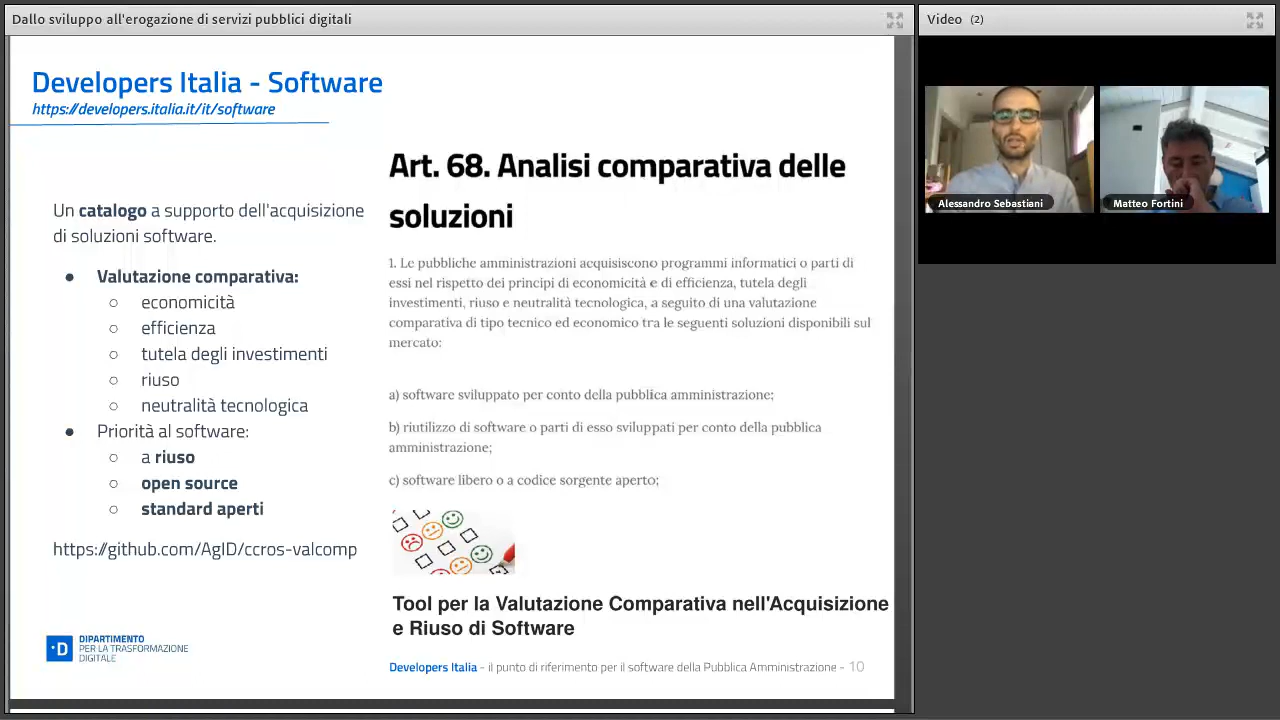 Dallo sviluppo all'erogazione di servizi pubblici digitali
Developers Italia - Software
https://developers.italia.it/it/software
Un catalogo a supporto dell'acquisizione
di soluzioni software.
● Valutazione comparativa:
○ economicità
○ efficienza
○ tutela degli investimenti
○ riuso
○ neutralità tecnologica
● Priorità al software:
○ a riuso
○ open source
○ standard aperti
https://github.com/AgID/ccros-valcomp
DIPARTIMENTO
PER LA TRASFORMAZIONE
DIGITALE
Art. 68. Analisi comparativa delle
soluzioni
1. Le pubbliche amministrazioni acquisiscono programmi informatici o parti di
essi nel rispetto dei principi di economicità e di efficienza, tutela degli
investimenti, riuso e neutralità tecnologica, a seguito di una valutazione
comparativa di tipo tecnico ed economico tra le seguenti soluzioni disponibili sul
mercato:
a) software sviluppato per conto della pubblica amministrazione;
b) riutilizzo di software o parti di esso sviluppati per conto della pubblica
amministrazione;
c) software libero o a codice sorgente aperto;
Tool per la Valutazione Comparativa nell'Acquisizione
e Riuso di Software
Developers Italia - il punto di riferimento per il software della Pubblica Amministrazione - 10
Video (2)
Alessandro Sebastiani
Matteo Fortini